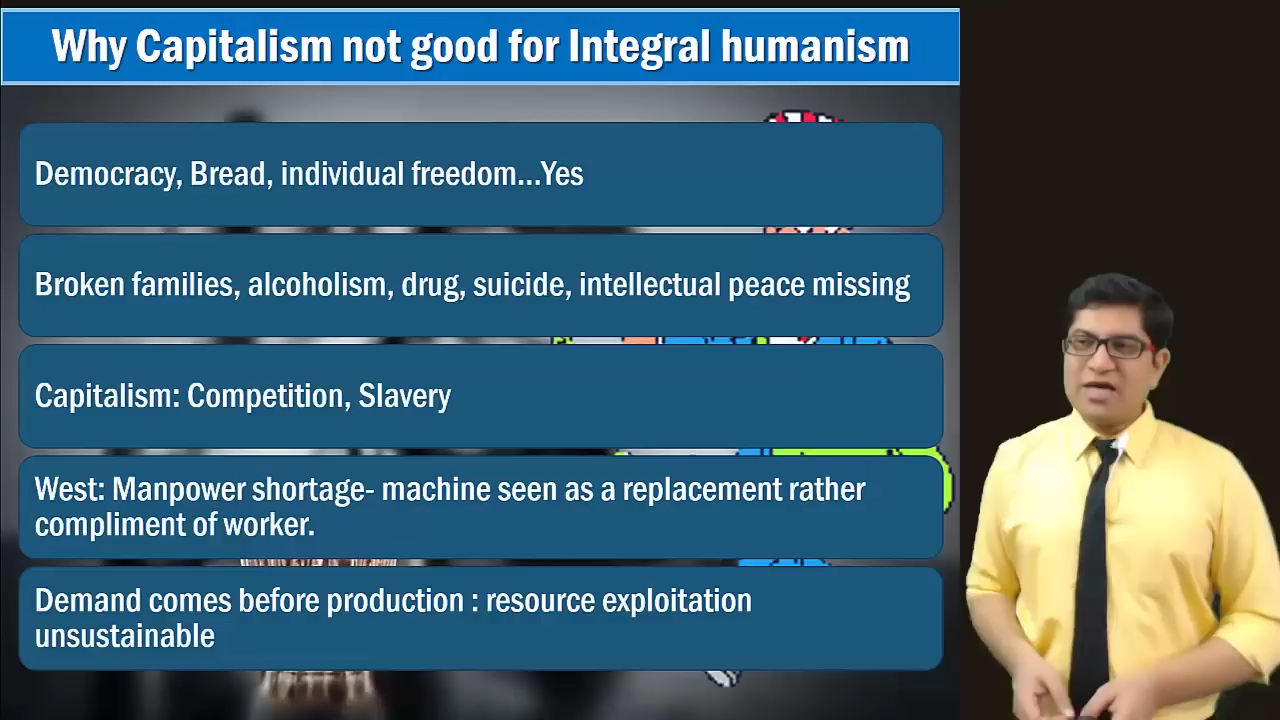 Why Capitalism not good for Integral humanism
Democracy, Bread, individual freedom...Yes
Broken families, alcoholism, drug, suicide, intellectual peace missing
Capitalism: Competition, Slavery
West: Manpower shortage- machine seen as a replacement rather
compliment of worker.
Demand comes before production : resource exploitation
unsustainable